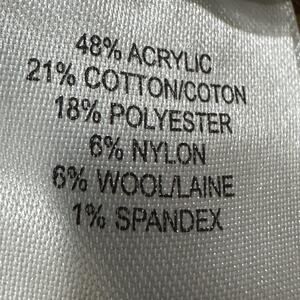 48% ACRYLIC
21% COTTON/COTON
18% POLYESTER
6% NYLON
6% WOOL/LAINE
1% SPANDEX